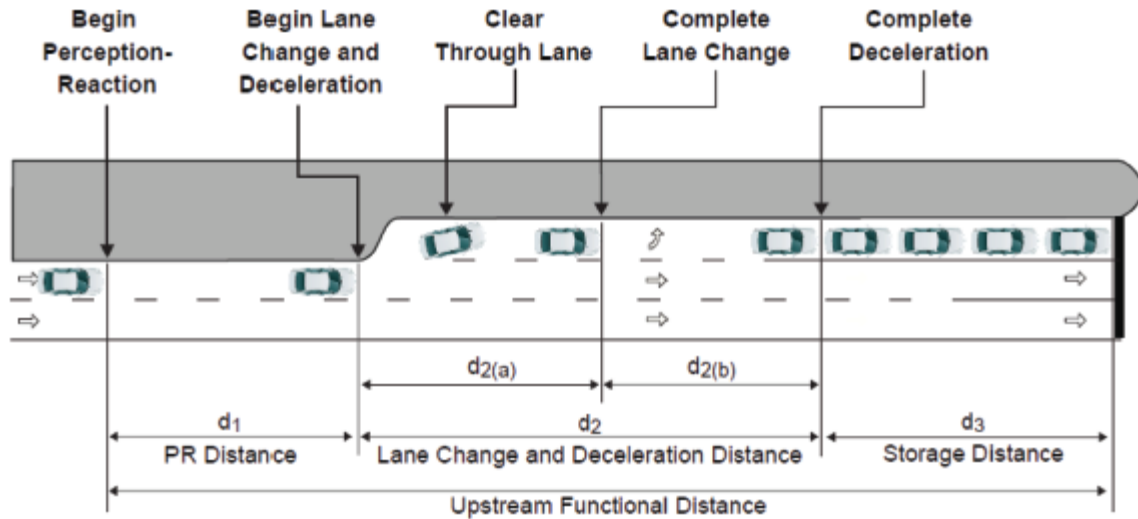 Begin
Perception-
Reaction
Begin Lane
Change and
Deceleration
Clear
Through Lane
Complete
Lane Change
Complete
Deceleration
d2(a)
d2(b)
d1
PR Distance
d2
Lane Change and Deceleration Distance
d3
Storage Distance
Upstream Functional Distance